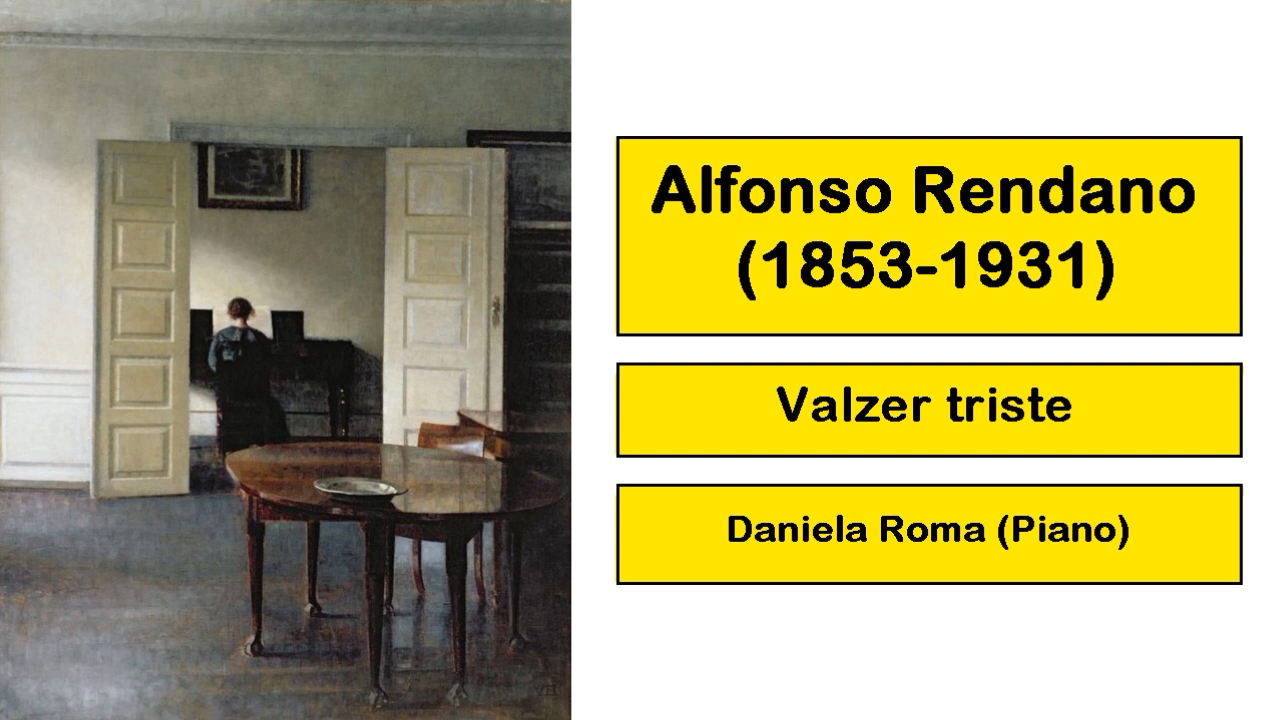 Alfonso Rendano
(1853-1931)
Valzer triste
Daniela Roma (Piano)